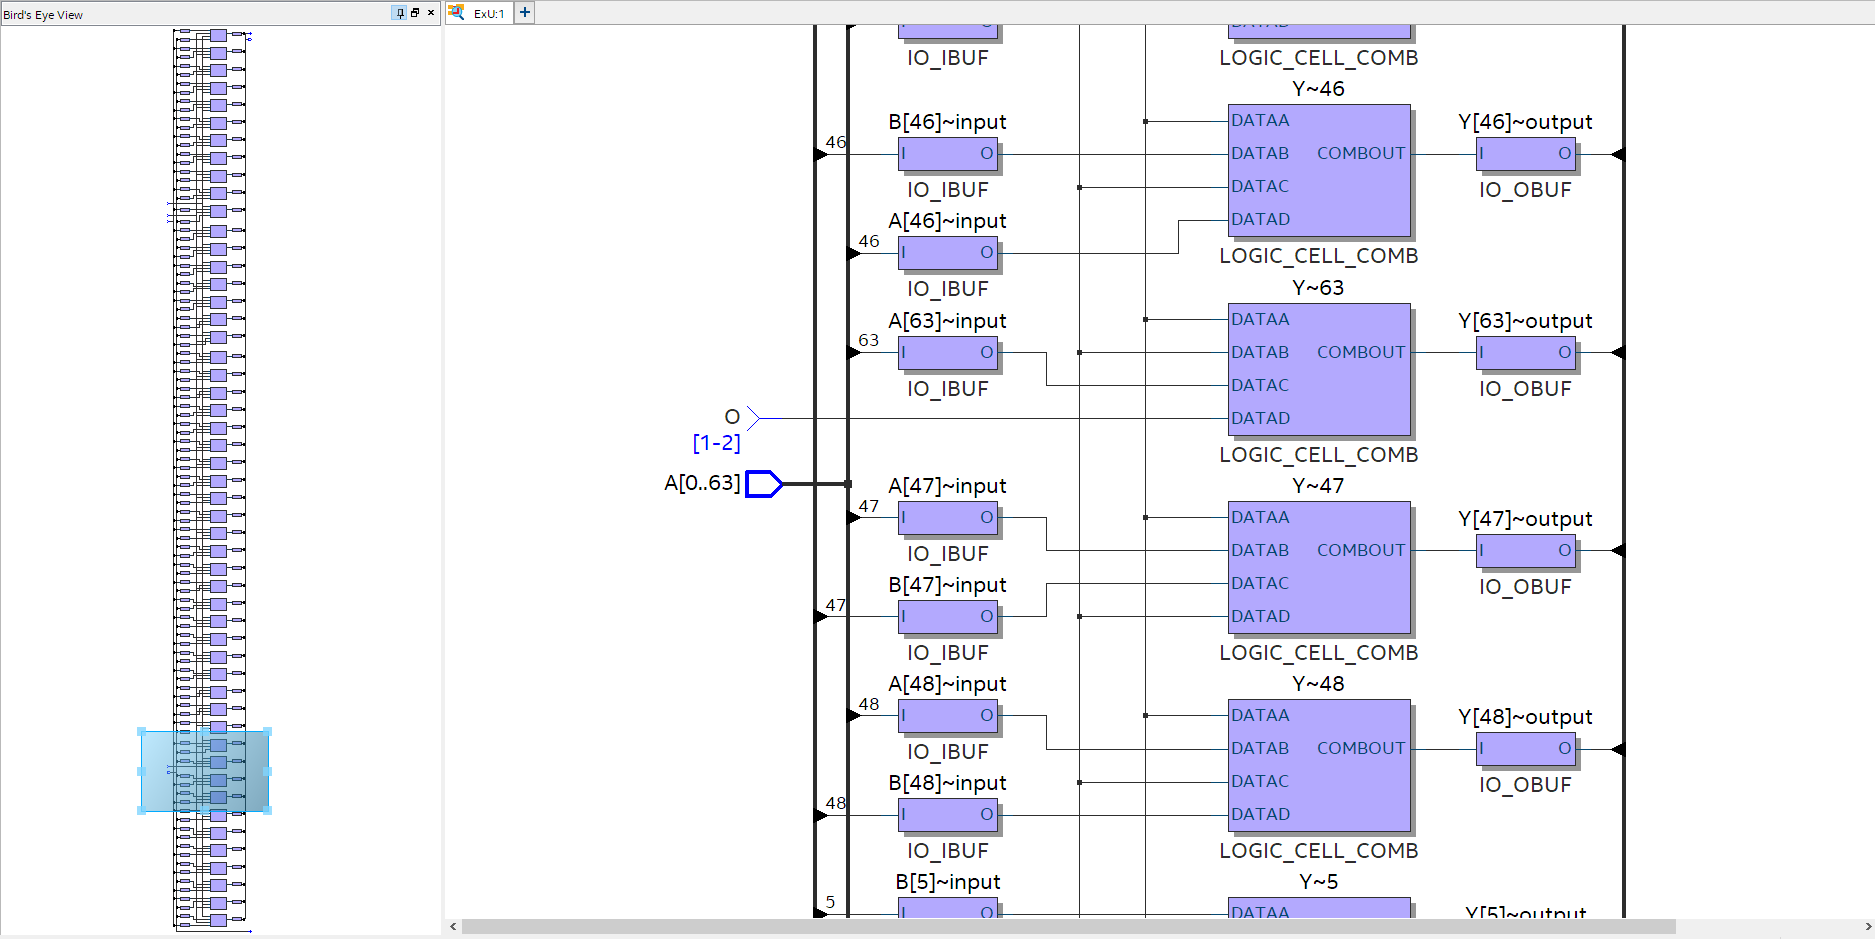 Bird's Eye View
ExU:1
IO_IBUF
LOGIC_CELL_COMB
Y~46
B[46]~input
46
I
O
IO_IBUF
A[46]~input
46
I
O
IO_IBUF
DATAA
DATAB
COMBOUT
DATAC
DATAD
LOGIC_CELL_COMB
Y[46]~output
I
O
IO_OBUF
Y~63
A[63]~input
63
I
O
IO_IBUF
DATAA
DATAB
COMBOUT
DATAC
DATAD
LOGIC_CELL_COMB
Y[63]~output
I
O
IO_OBUF
O
[1-2]
A[0..63]
Y~47
A[47]~input
47
I
O
IO_IBUF
B[47]~input
47
I
O
IO_IBUF
DATAA
DATAB
COMBOUT
DATAC
DATAD
LOGIC_CELL_COMB
Y[47]~output
I
O
IO_OBUF
Y~48
A[48]~input
48
I
O
IO_IBUF
B[48]~input
48
I
O
IO_IBUF
DATAA
DATAB
COMBOUT
DATAC
DATAD
LOGIC_CELL_COMB
Y[48]~output
I
O
IO_OBUF
Y~5
B[5]~input
5
I
O
DATAA
Y[5]~output